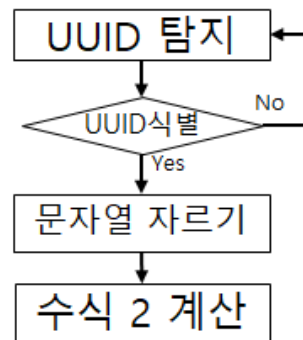 UUID 탐지
UUID식별
No
Yes
문자열 자르기
수식 2 계산